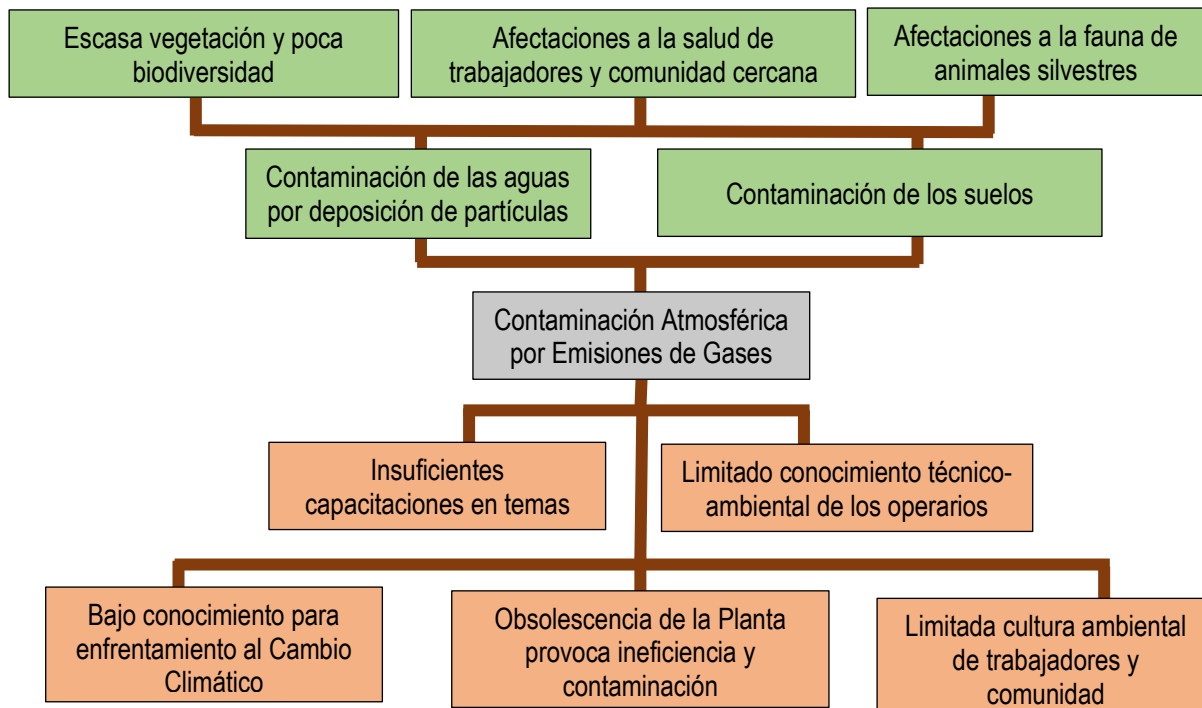 Escasa vegetación y poca
biodiversidad
Afectaciones a la salud de
trabajadores y comunidad cercana
Afectaciones a la fauna de
animales silvestres
Contaminación de las aguas
por deposición de partículas
Contaminación de los suelos
Contaminación Atmosférica
por Emisiones de Gases
Insuficientes
capacitaciones en temas
Limitado conocimiento técnico-
ambiental de los operarios
Bajo conocimiento para
enfrentamiento al Cambio
Climático
Obsolescencia de la Planta
provoca ineficiencia y
contaminación
Limitada cultura ambiental
de trabajadores y
comunidad